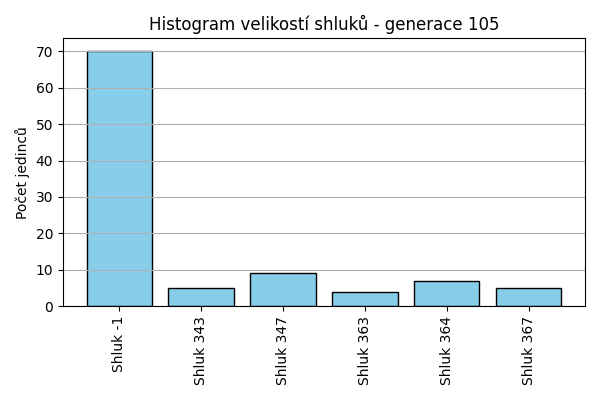 Histogram velikostí shluků - generace 105
Počet jedinců
70
60
50
40
30
20
10
0
Shluk -1
Shluk 343
Shluk 347
Shluk 363
Shluk 364
Shluk 367